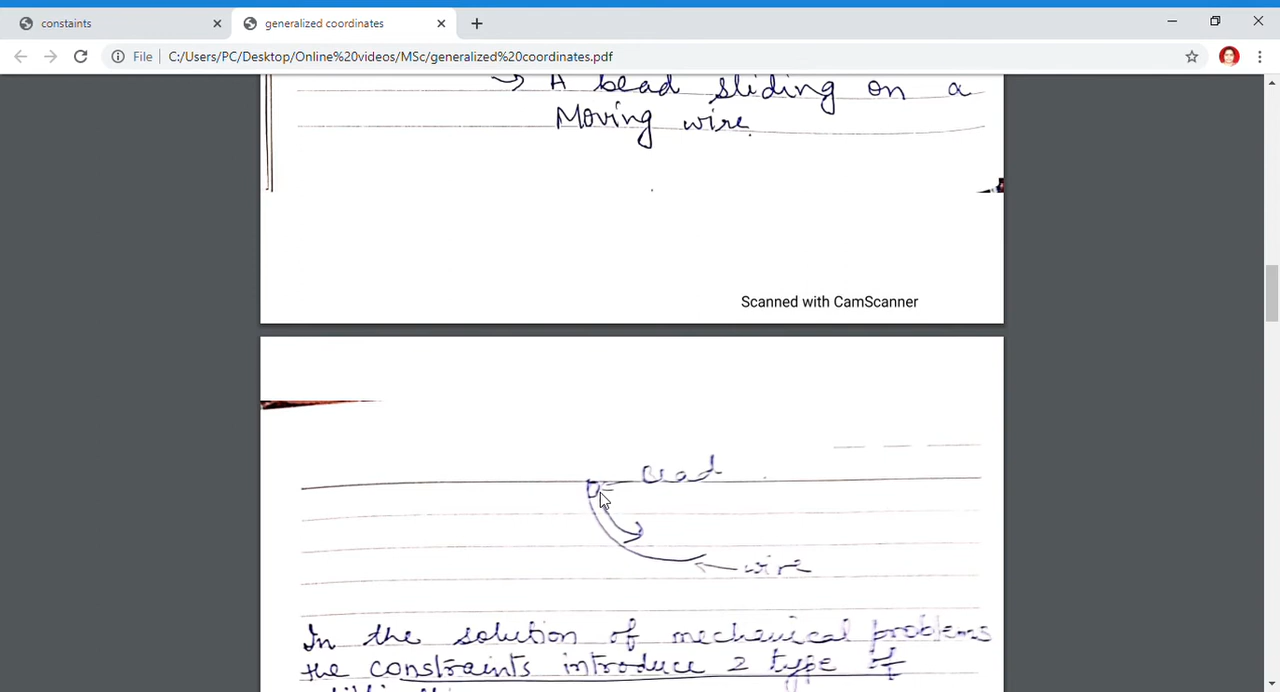 constaints
generalized coordinates
File
C:/Users/PC/Desktop/Online%20videos/MSc/generalized%20coordinates.pdf
→ A bead sliding on a
Moving wire.
Scanned with CamScanner
bead
wire
In the solution of mechanical problems
the constraints introduce 2 type of